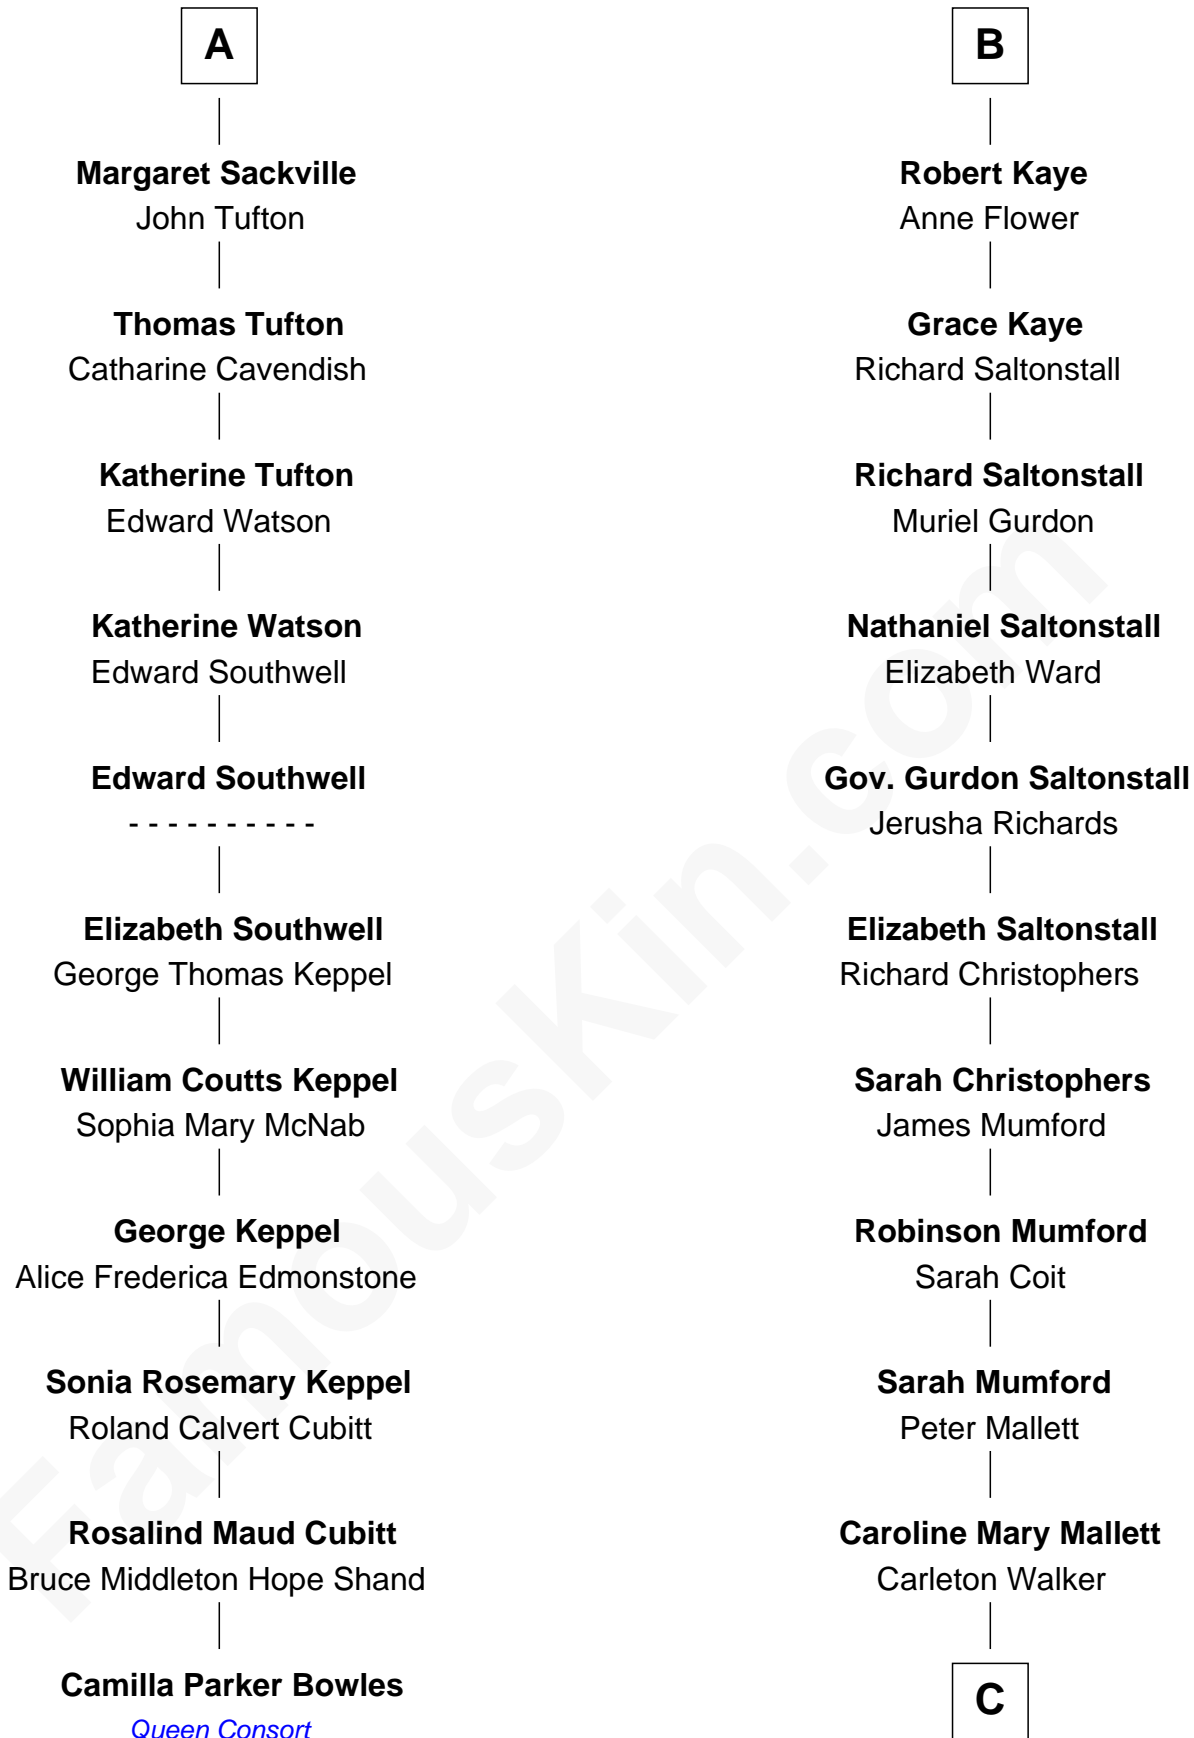 A
Margaret Sackville
John Tufton
Thomas Tufton
Catharine Cavendish
Katherine Tufton
Edward Watson
Katherine Watson
Edward Southwell
Edward Southwell
- - - - - - - - - -
Elizabeth Southwell
George Thomas Keppel
William Coutts Keppel
Sophia Mary McNab
George Keppel
Alice Frederica Edmonstone
Sonia Rosemary Keppel
Roland Calvert Cubitt
Rosalind Maud Cubitt
Bruce Middleton Hope Shand
Camilla Parker Bowles
Queen Consort
B
Robert Kaye
Anne Flower
Grace Kaye
Richard Saltonstall
Richard Saltonstall
Muriel Gurdon
Nathaniel Saltonstall
Elizabeth Ward
Gov. Gurdon Saltonstall
Jerusha Richards
Elizabeth Saltonstall
Richard Christophers
Sarah Christophers
James Mumford
Robinson Mumford
Sarah Coit
Sarah Mumford
Peter Mallett
Caroline Mary Mallett
Carleton Walker
C
FamousKin.com